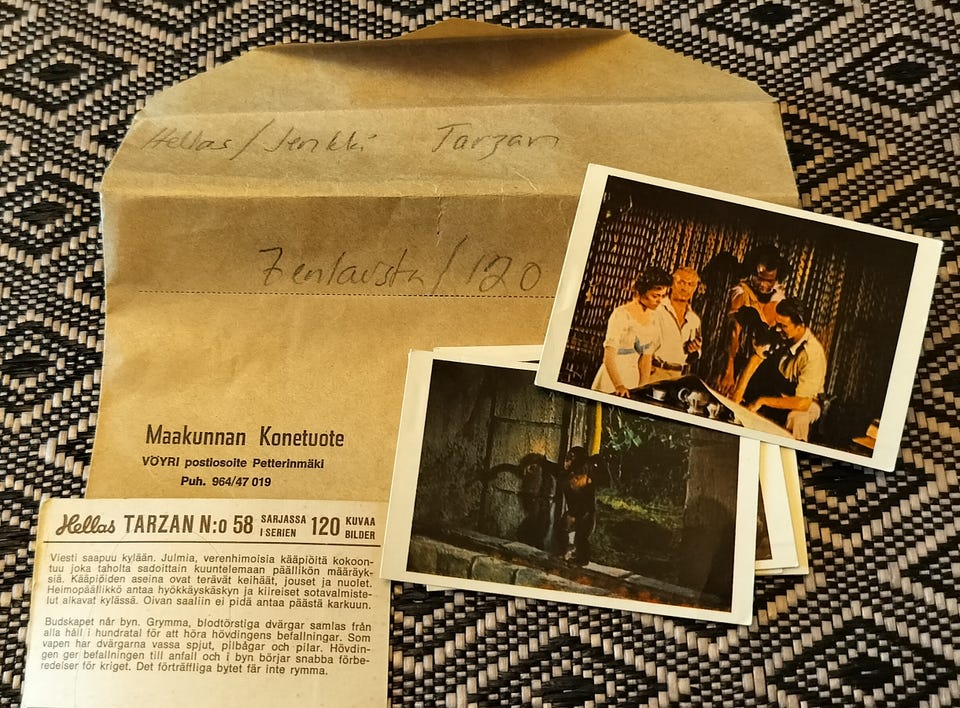 Hellas/Jenkki Tarzan
7 erilaista/120
Maakunnan Konetuote
VÖYRI postiosoite Petterinmäki
Puh. 964/47 019
Hellas TARZAN N:o 58 SARJASSA I SERIEN 120 KUVAA BILDER
Viesti saapuu kylään. Julmia, verenhimoisia kääpiöitä kokoon-
tuu joka taholta sadoittain kuuntelemaan päällikön määräyk-
siä. Kääpiöiden aseina ovat terävät keihäät, jouset ja nuolet.
Heimopäällikkö antaa hyökkäyskäskyn ja kiireiset sotavalmiste-
lut alkavat kylässä. Oivan saaliin ei pidä antaa päästä karkuun.
Budskapet når byn. Grymma, blodtörstiga dvärgar samlas från
alla håll i hundratal för att höra hövdingens befallningar. Som
vapen har dvärgarna vassa spjut, pilbågar och pilar. Hövdin-
gen ger befallningen till anfall och i byn börjar snabba förbe-
redelser för kriget. Det förträffliga bytet får inte rymma.